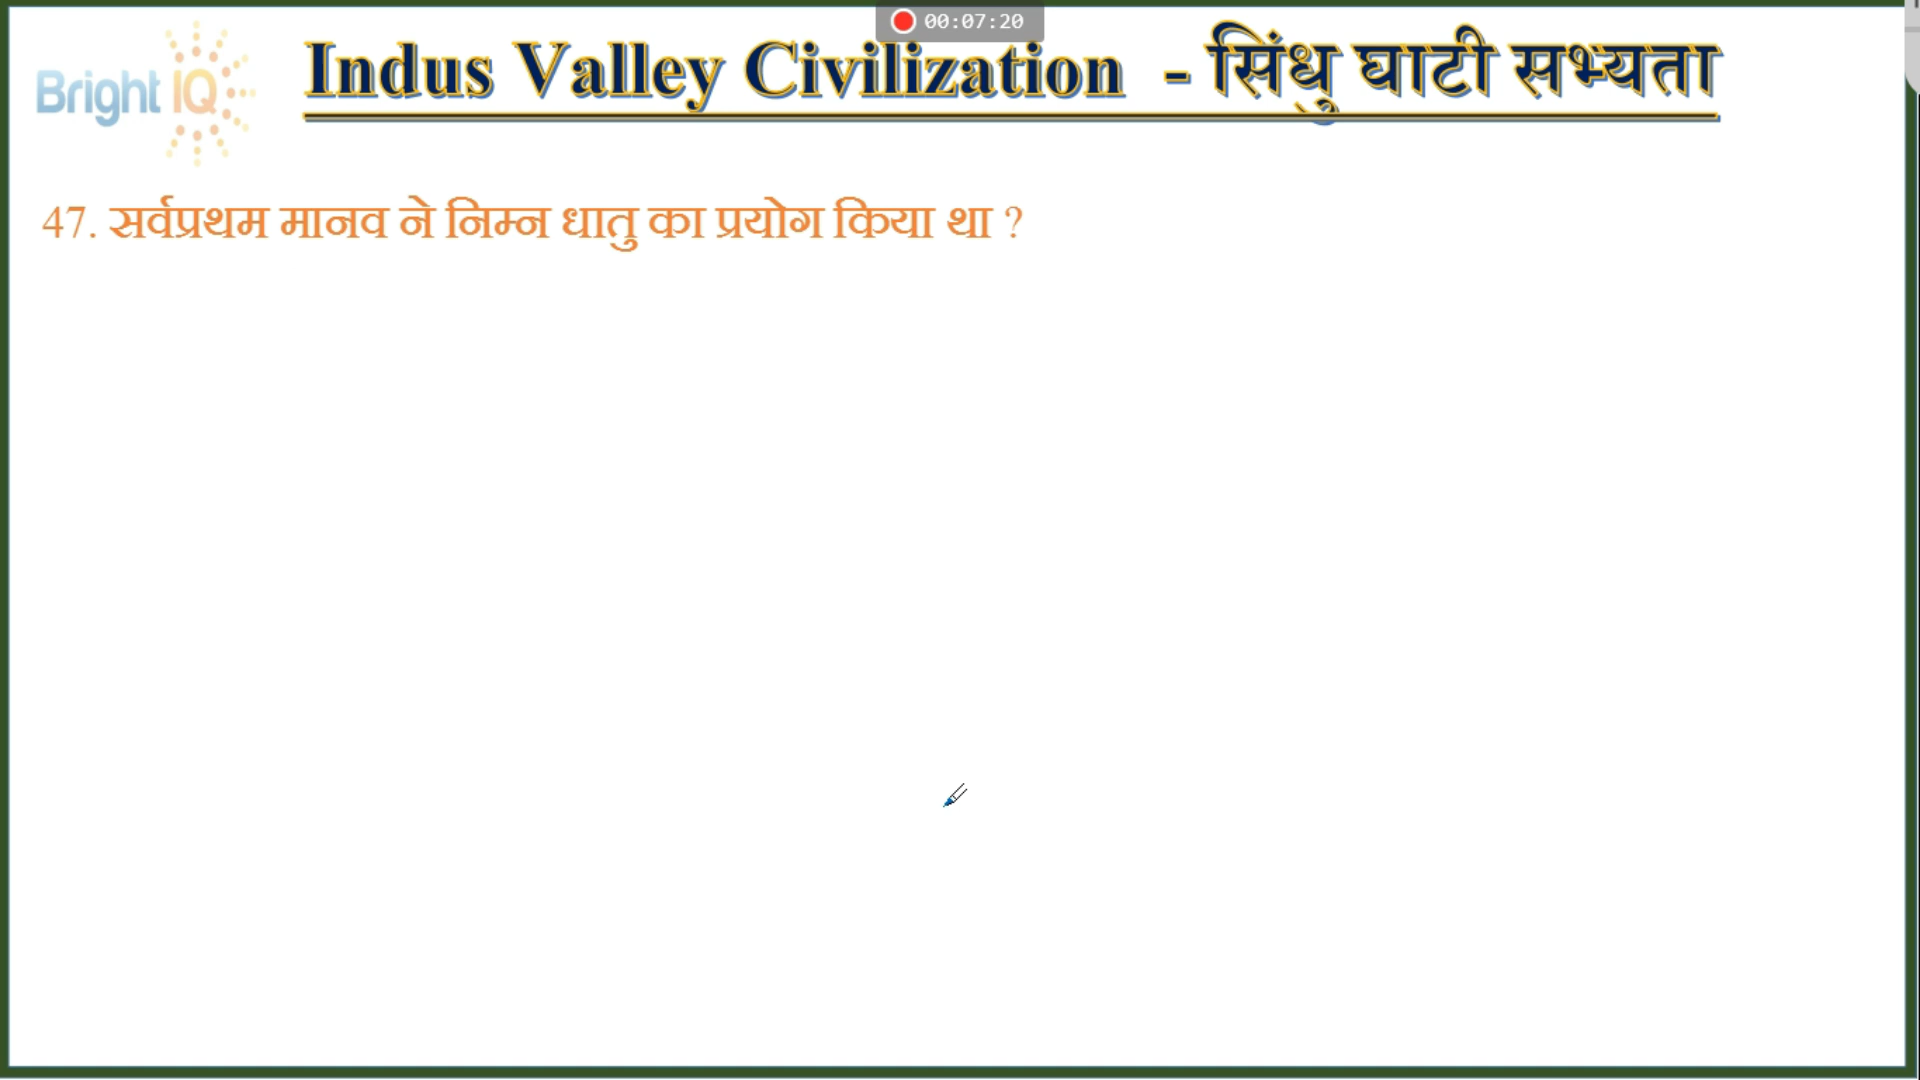 00:07:20
Bright IQ
Indus Valley Civilization - सिंधु घाटी सभ्यता
47. सर्वप्रथम मानव ने निम्न धातु का प्रयोग किया था ?